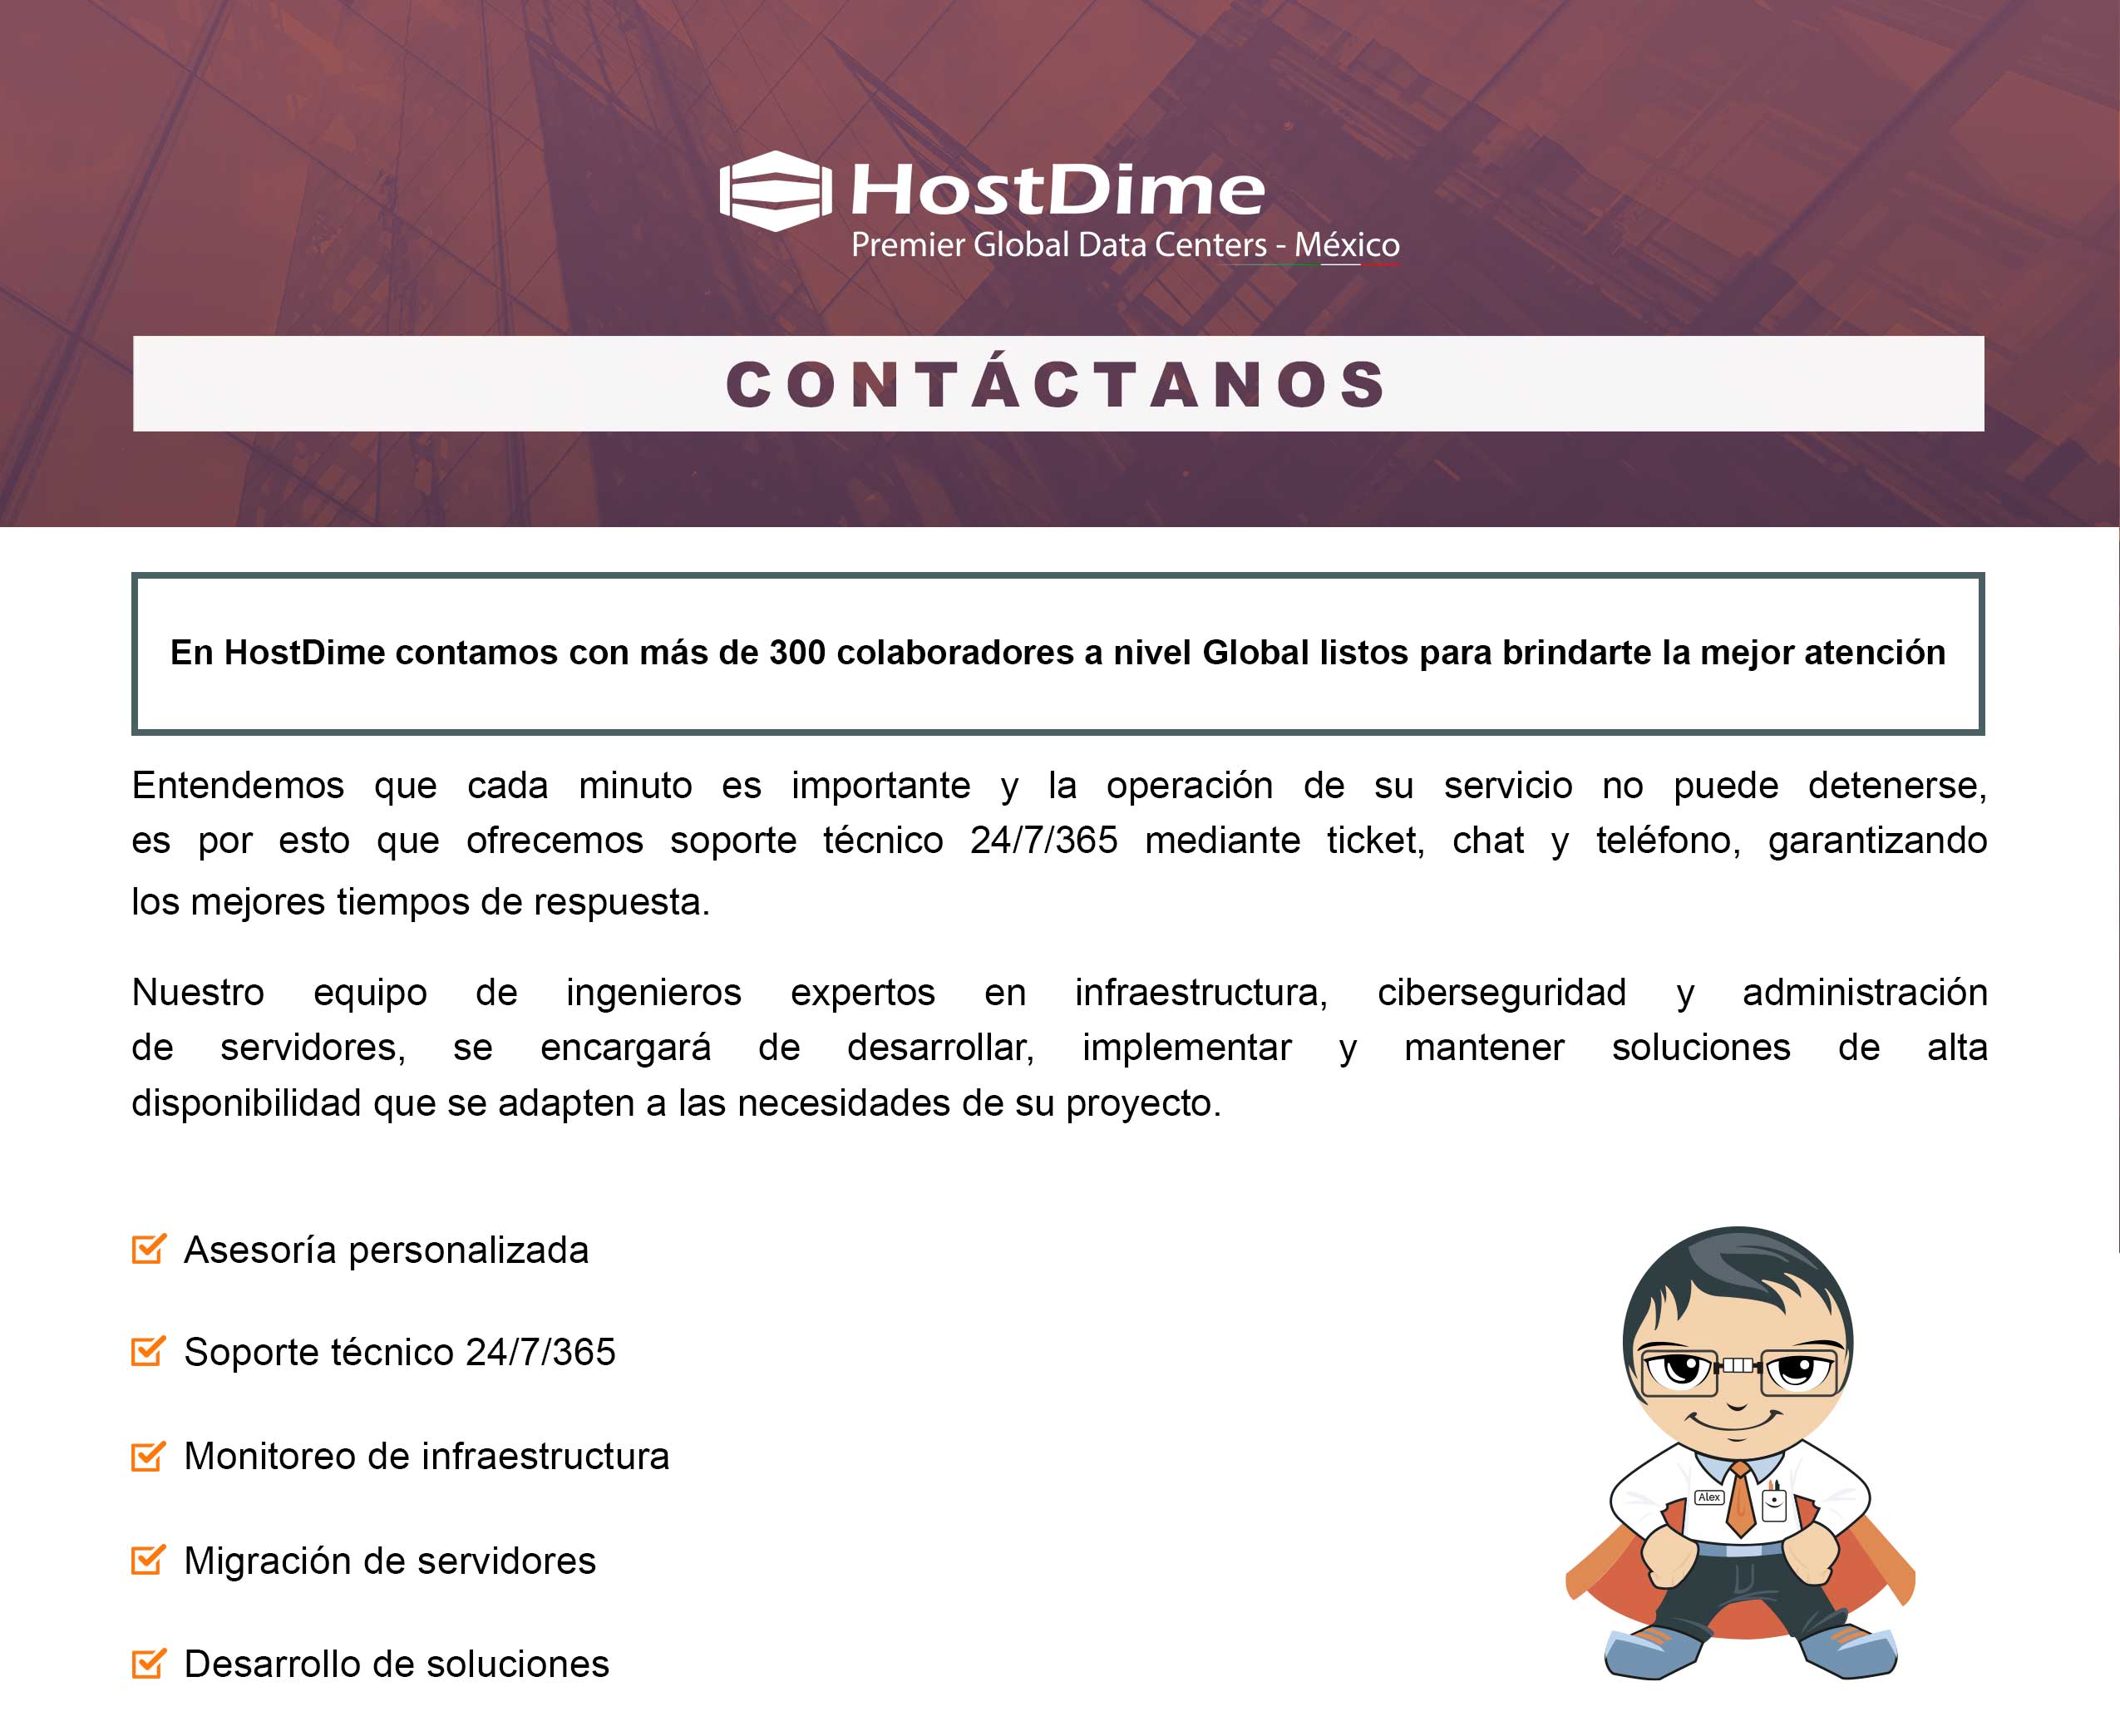 HostDime
Premier Global Data Centers - México
CONTÁCTANOS
En HostDime contamos con más de 300 colaboradores a nivel Global listos para brindarte la mejor atención
Entendemos que cada minuto es importante y la operación de su servicio no puede detenerse,
es por esto que ofrecemos soporte técnico 24/7/365 mediante ticket, chat y teléfono, garantizando
los mejores tiempos de respuesta.
Nuestro equipo de ingenieros expertos en infraestructura, ciberseguridad y administración
de servidores, se encargará de desarrollar, implementar y mantener soluciones de alta
disponibilidad que se adapten a las necesidades de su proyecto.
Asesoría personalizada
Soporte técnico 24/7/365
Monitoreo de infraestructura
Migración de servidores
Desarrollo de soluciones
Alex